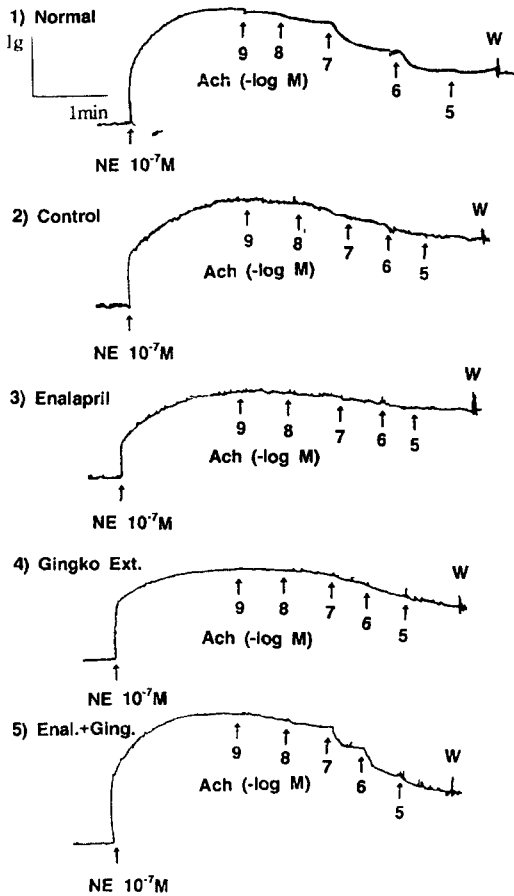 1) Normal
1g
1min
9 8 7 6 5 W
Ach (-log M)
NE 10⁻⁷M
2) Control
9 8 7 6 5 W
Ach (-log M)
NE 10⁻⁷M
3) Enalapril
9 8 7 6 5 W
Ach (-log M)
NE 10⁻⁷M
4) Gingko Ext.
9 8 7 6 5 W
Ach (-log M)
NE 10⁻⁷M
5) Enal.+Ging.
9 8 7 6 5 W
Ach (-log M)
NE 10⁻⁷M